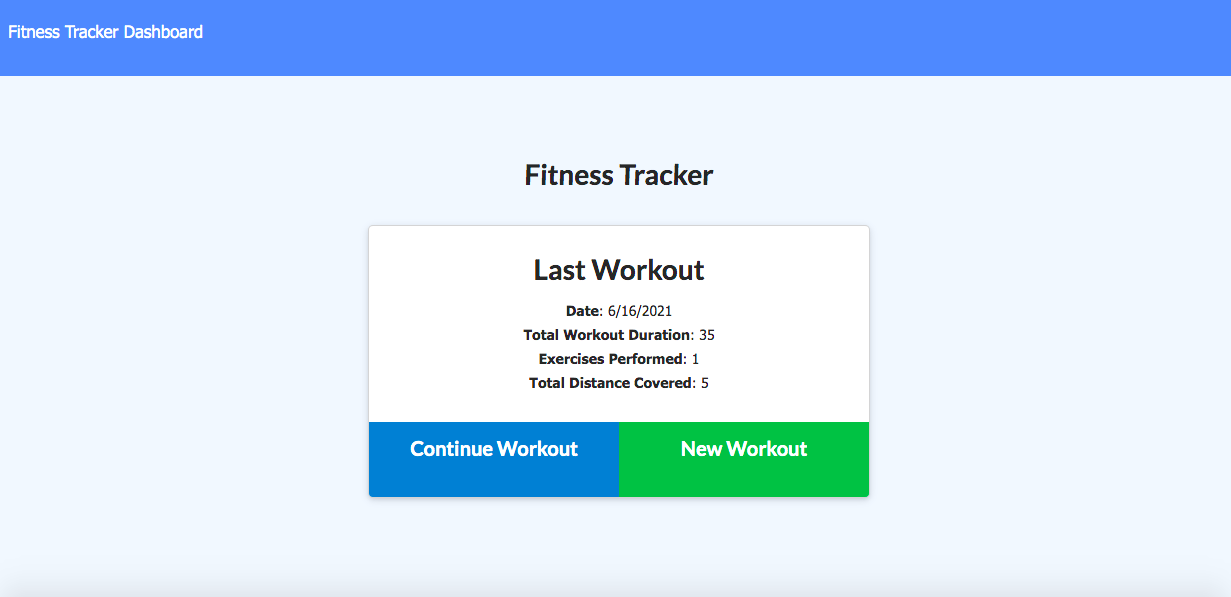 Fitness Tracker Dashboard
Fitness Tracker
Last Workout
Date: 6/16/2021
Total Workout Duration: 35
Exercises Performed: 1
Total Distance Covered: 5
Continue Workout
New Workout